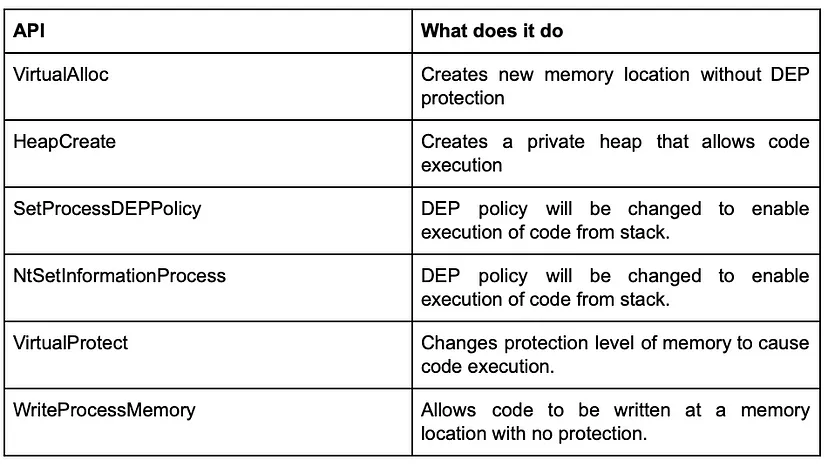 API
What does it do
VirtualAlloc
Creates new memory location without DEP
protection
HeapCreate
Creates a private heap that allows code
execution
SetProcessDEPPolicy
DEP policy will be changed to enable
execution of code from stack.
NtSetInformationProcess
DEP policy will be changed to enable
execution of code from stack.
VirtualProtect
Changes protection level of memory to cause
code execution.
WriteProcessMemory
Allows code to be written at a memory
location with no protection.